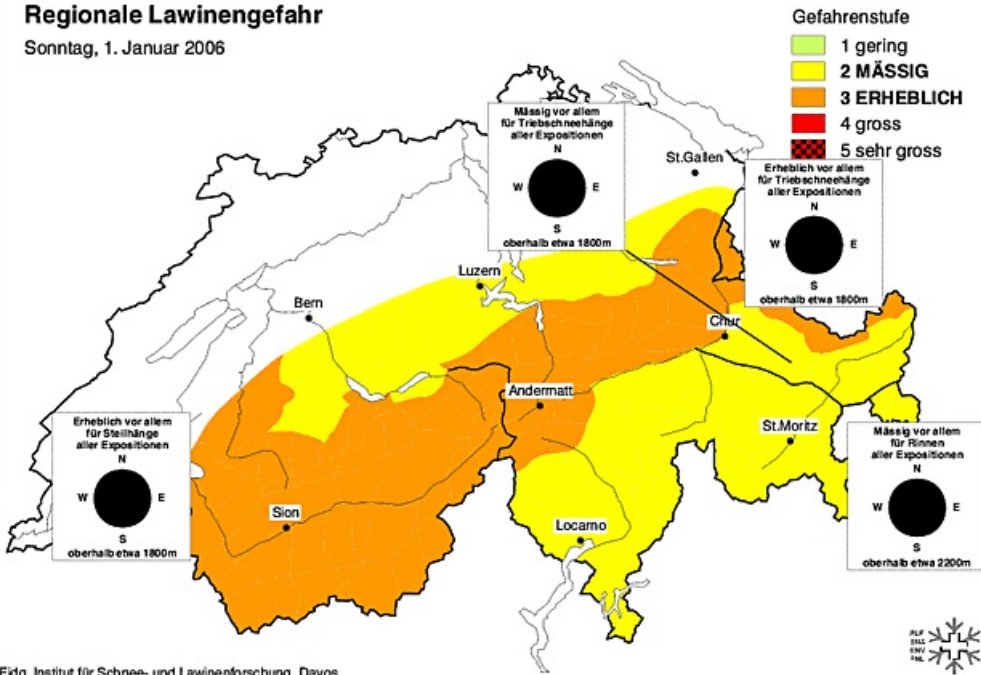 Regionale Lawinengefahr
Sonntag, 1. Januar 2006
Gefahrenstufe
1 gering
2 MÄSSIG
3 ERHEBLICH
4 gross
5 sehr gross
Mässig vor allem
für Triebschneehänge
aller Expositionen
N
W E
S
oberhalb etwa 1800m
St.Gallen
Erheblich vor allem
für Triebschneehänge
aller Expositionen
N
W E
S
oberhalb etwa 1800m
Luzern
Bern
Chur
Andermatt
St.Moritz
Erheblich vor allem
für Steilhänge
aller Expositionen
N
W E
S
oberhalb etwa 1800m
Mässig vor allem
für Rinnen
aller Expositionen
N
W E
S
oberhalb etwa 2200m
Sion
Locarno
Eidg. Institut für Schnee- und Lawinenforschung, Davos